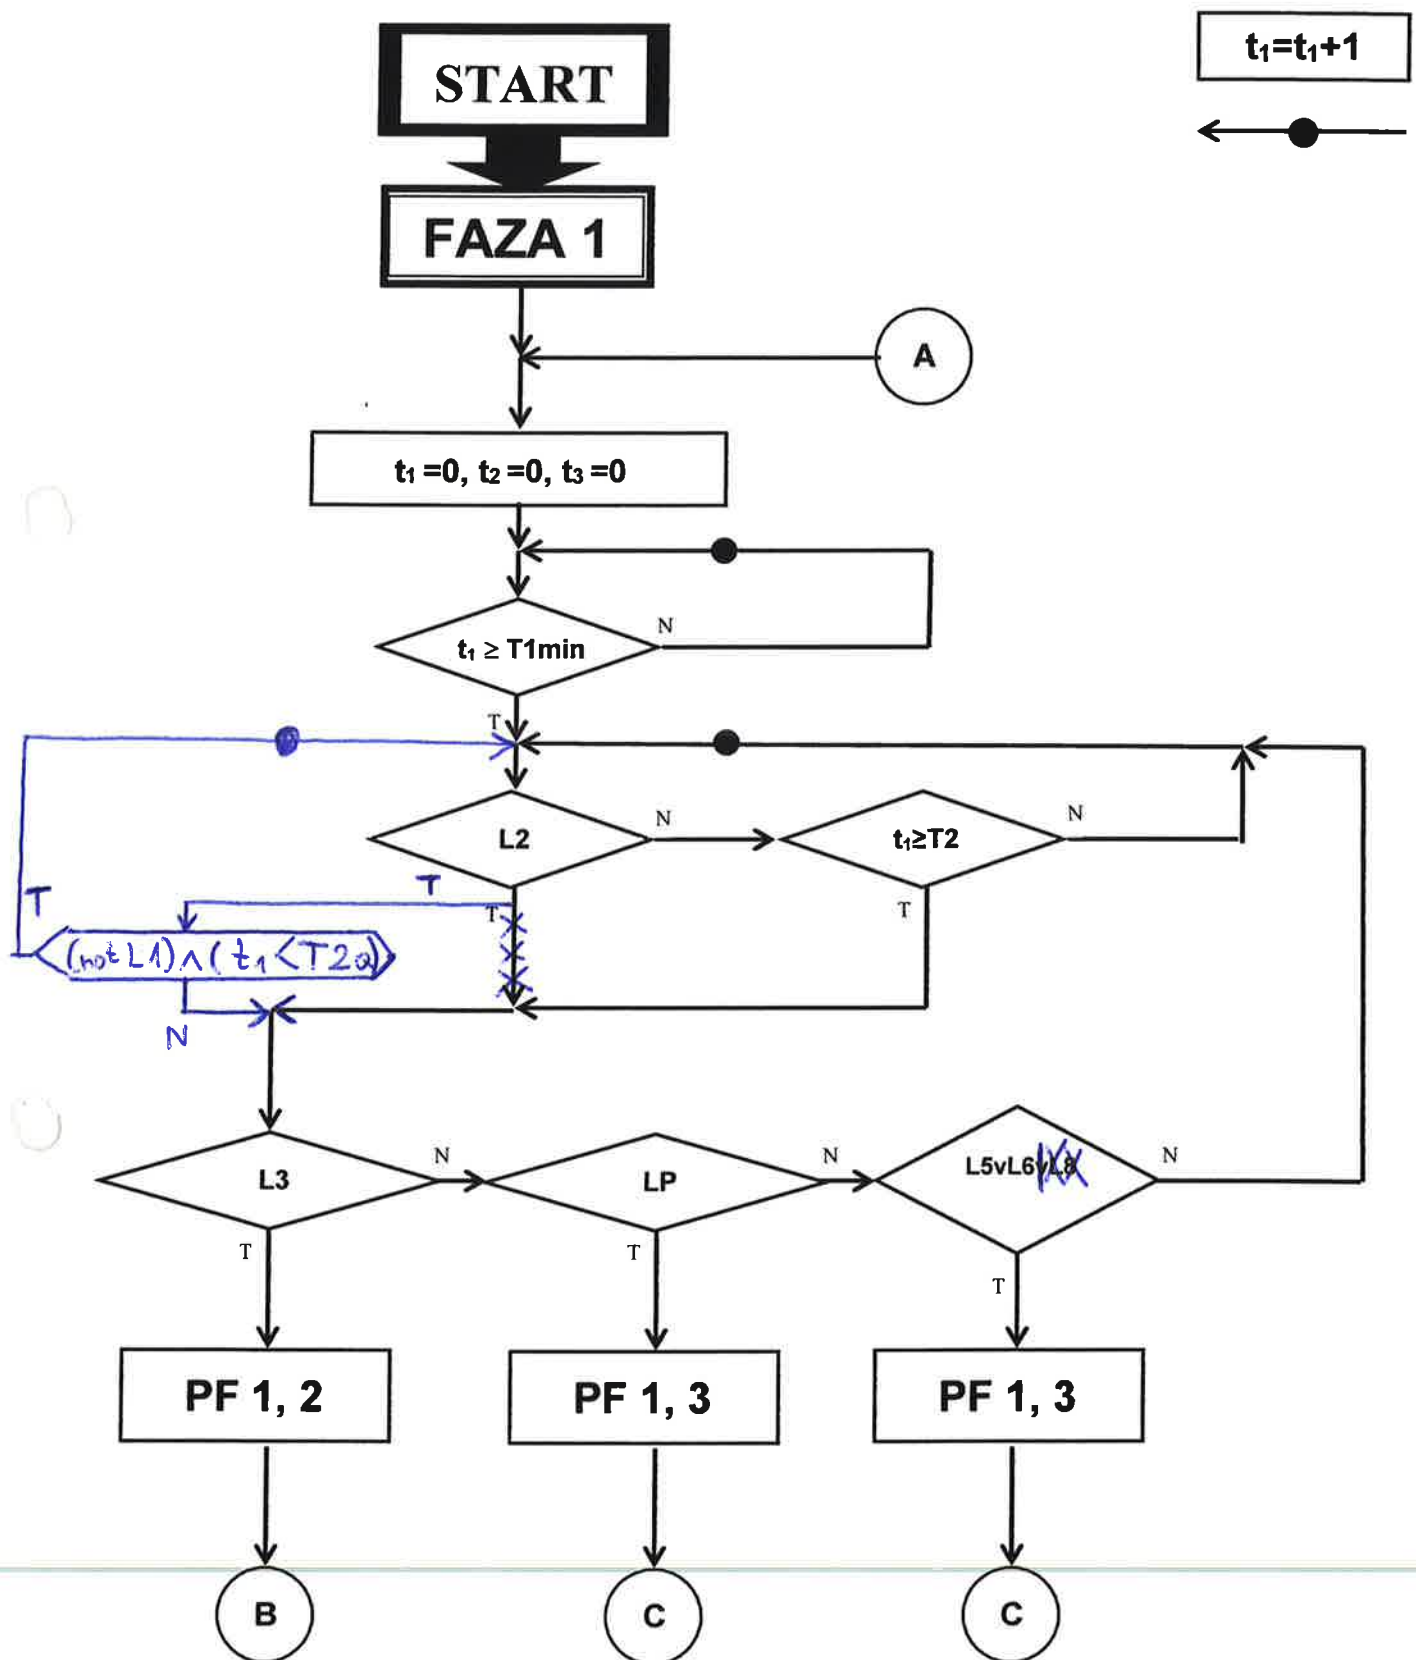 START
t₁=t₁+1
FAZA 1
A
t₁ =0, t₂ =0, t₃ =0
t₁ ≥ T1min
N
T
L2
N
t₁≥T2
N
T
T
T
T
(not L1) ∧ ( t₁ < T2a)
N
L3
N
LP
N
L5vL6vL8
N
T
T
T
PF 1, 2
PF 1, 3
PF 1, 3
B
C
C